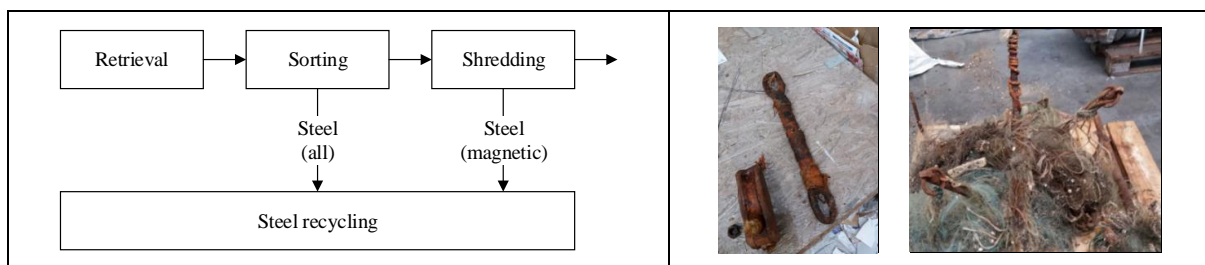 Retrieval
Sorting
Shredding
Steel
(all)
Steel
(magnetic)
Steel recycling